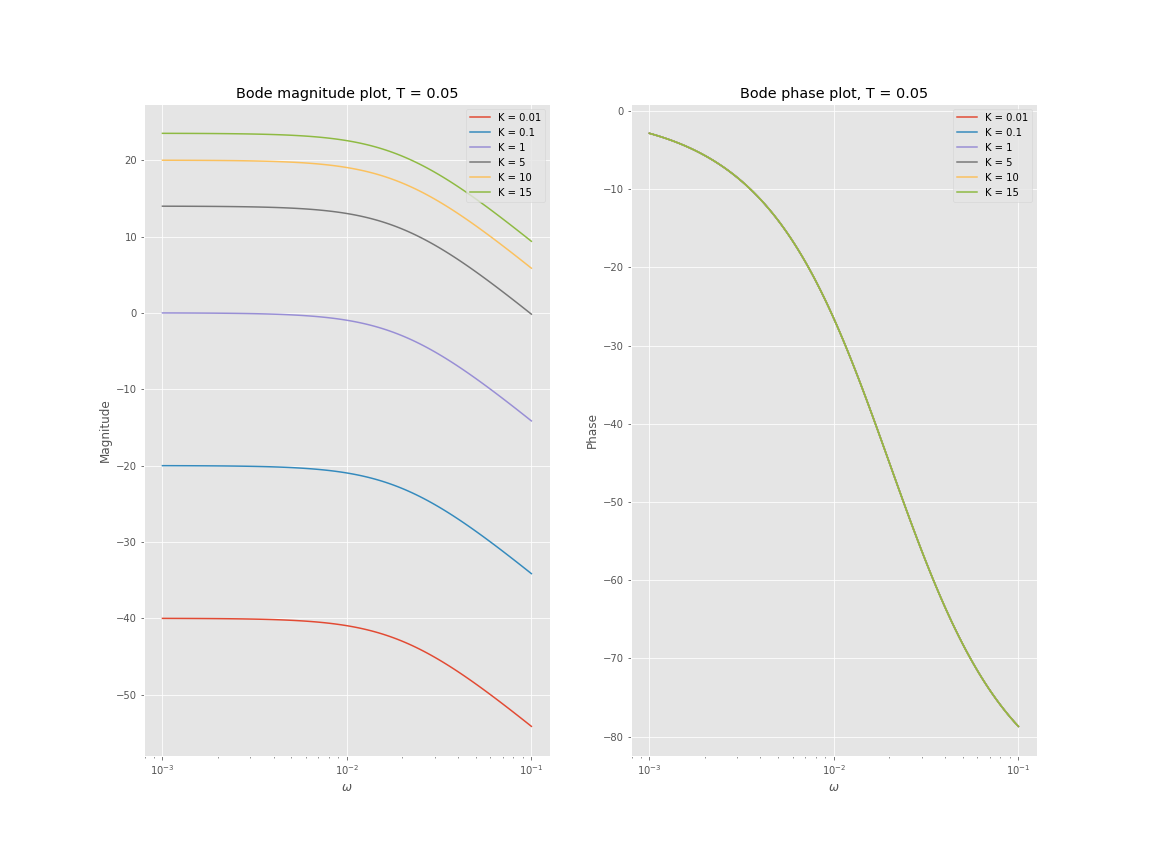 Bode magnitude plot, T = 0.05
K = 0.01
K = 0.1
K = 1
K = 5
K = 10
K = 15
20
10
0
−10
−20
−30
−40
−50
Magnitude
10⁻³
10⁻²
10⁻¹
ω
Bode phase plot, T = 0.05
K = 0.01
K = 0.1
K = 1
K = 5
K = 10
K = 15
0
−10
−20
−30
−40
−50
−60
−70
−80
Phase
10⁻³
10⁻²
10⁻¹
ω